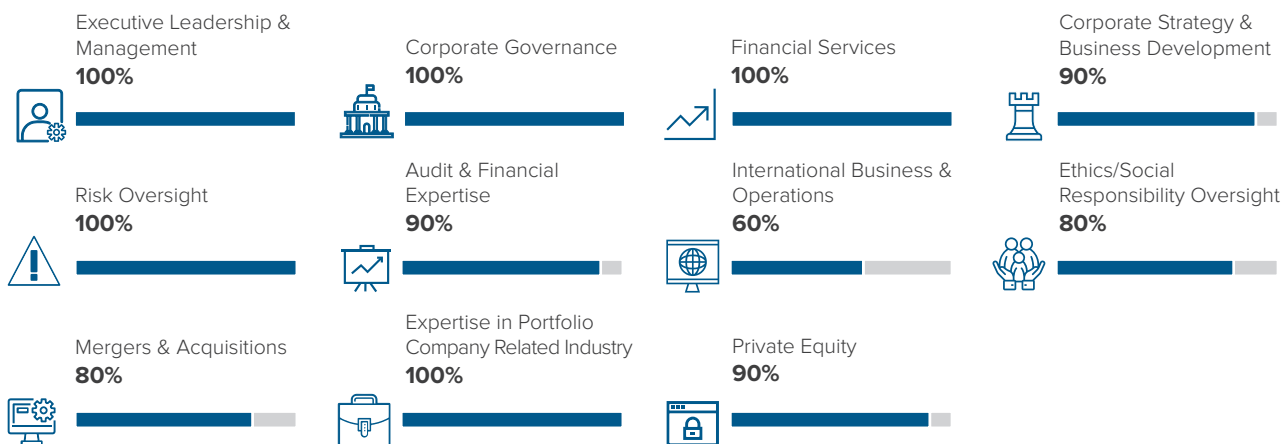 Executive Leadership &
Management
100%
Corporate Governance
100%
Financial Services
100%
Corporate Strategy &
Business Development
90%
Risk Oversight
100%
Audit & Financial
Expertise
90%
International Business &
Operations
60%
Ethics/Social
Responsibility Oversight
80%
Mergers & Acquisitions
80%
Expertise in Portfolio
Company Related Industry
100%
Private Equity
90%